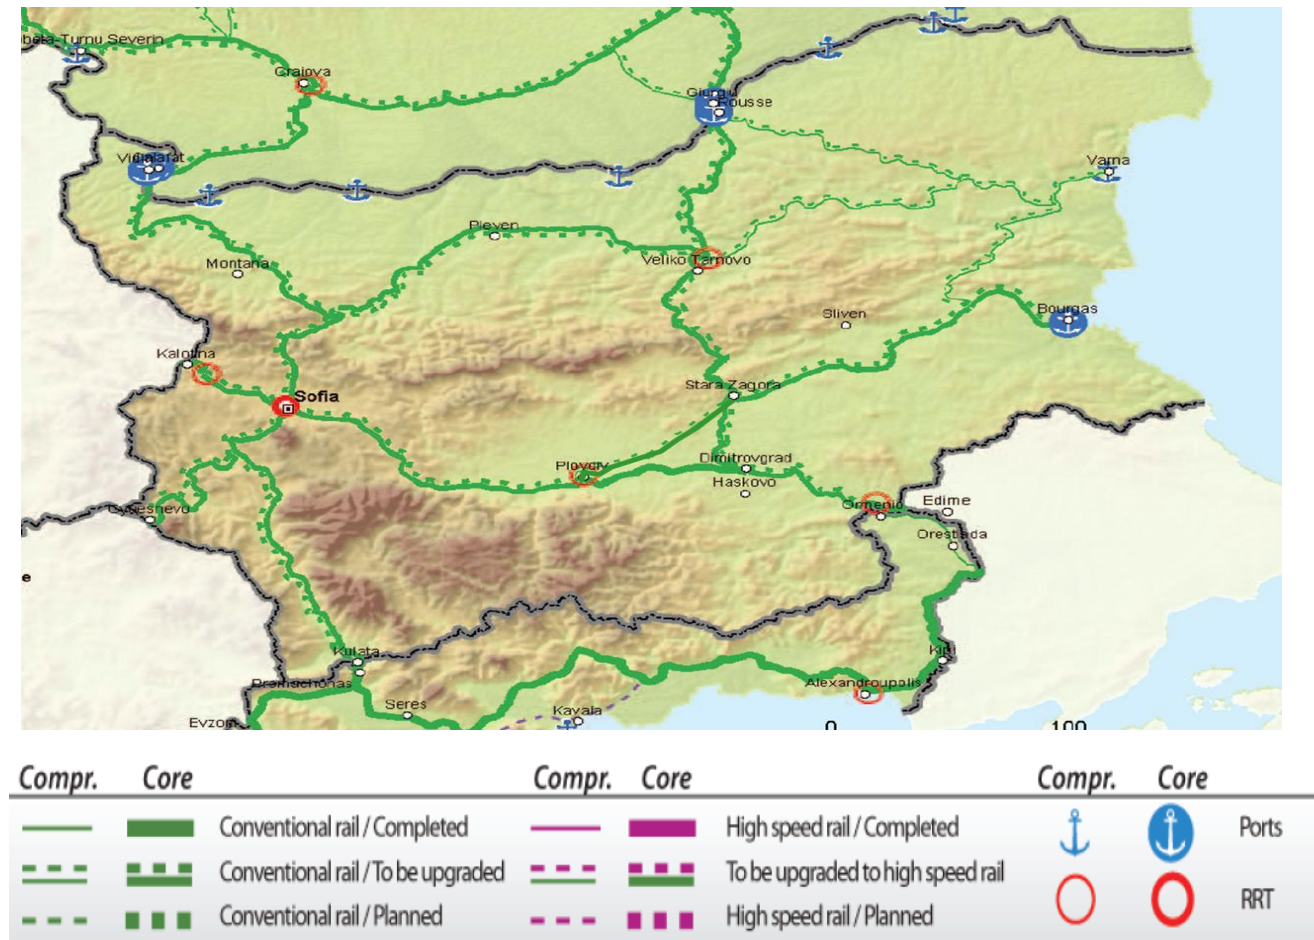 beta-Turnu Severin
Craiova
Giurgiu
Rousse
Varna
Pleven
Veliko Tarnovo
Montana
Bourgas
Sliven
Kalotina
Stara Zagora
Sofia
Plovdiv
Dimitrovgrad
Haskovo
Ormenio
Edirne
Gyueshevo
Orestiada
e
Kulata
Kipi
Promachonas
Alexandroupolis
Seres
Kavala
Evzon
0 100
Compr. Core Compr. Core Compr. Core
Conventional rail / Completed High speed rail / Completed Ports
Conventional rail / To be upgraded To be upgraded to high speed rail
Conventional rail / Planned High speed rail / Planned RRT